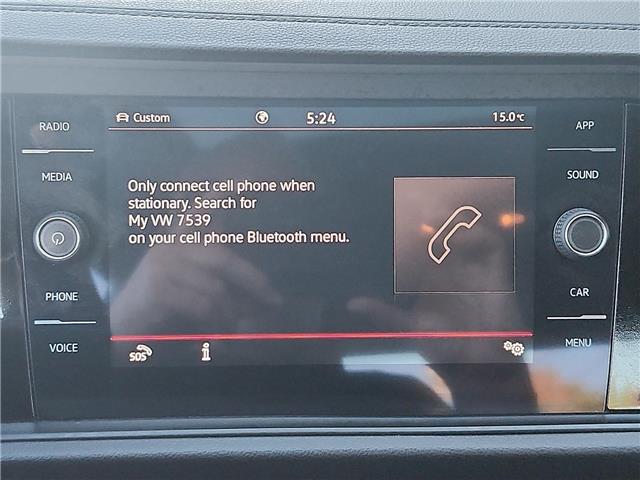 RADIO
MEDIA
PHONE
VOICE
Custom
5:24
15.0°C
Only connect cell phone when
stationary. Search for
My VW 7539
on your cell phone Bluetooth menu.
SOS
i
APP
SOUND
CAR
MENU